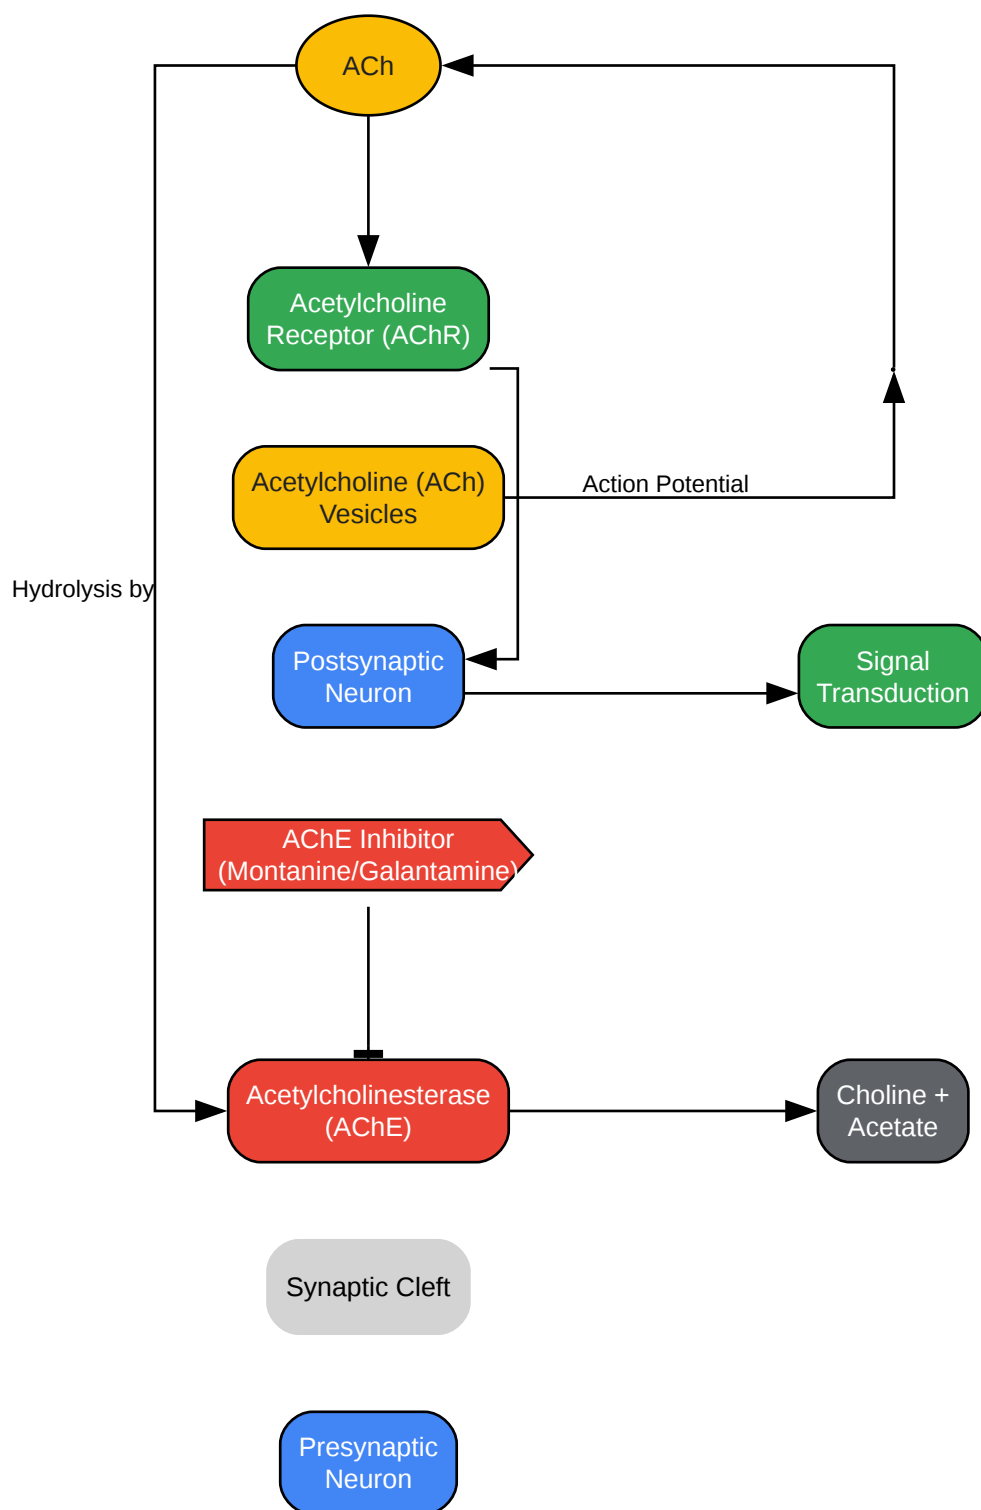 ACh
Acetylcholine
Receptor (AChR)
Acetylcholine (ACh)
Vesicles
Action Potential
Hydrolysis by
Postsynaptic
Neuron
Signal
Transduction
AChE Inhibitor
(Montanine/Galantamine)
Acetylcholinesterase
(AChE)
Choline +
Acetate
Synaptic Cleft
Presynaptic
Neuron